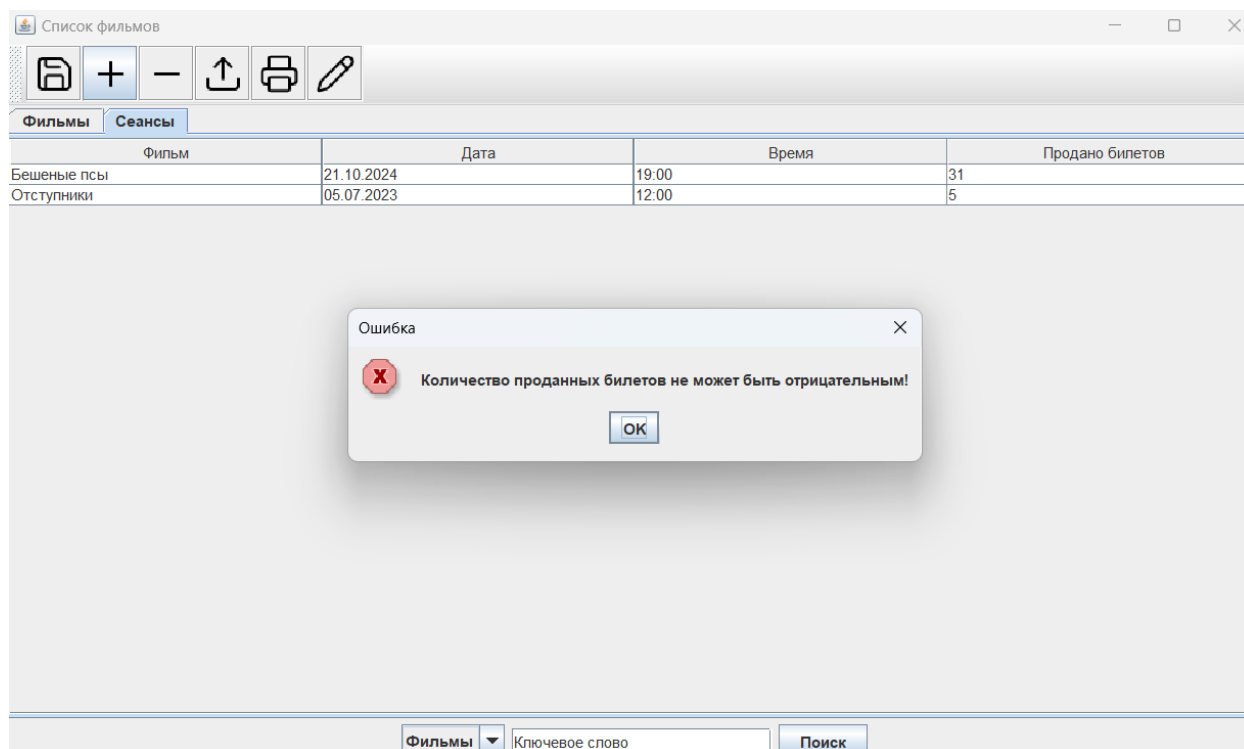 Список фильмов
Фильмы Сеансы
Фильм Дата Время Продано билетов
Бешеные псы 21.10.2024 19:00 31
Отступники 05.07.2023 12:00 5
Ошибка
X Количество проданных билетов не может быть отрицательным!
OK
Фильмы Ключевое слово Поиск